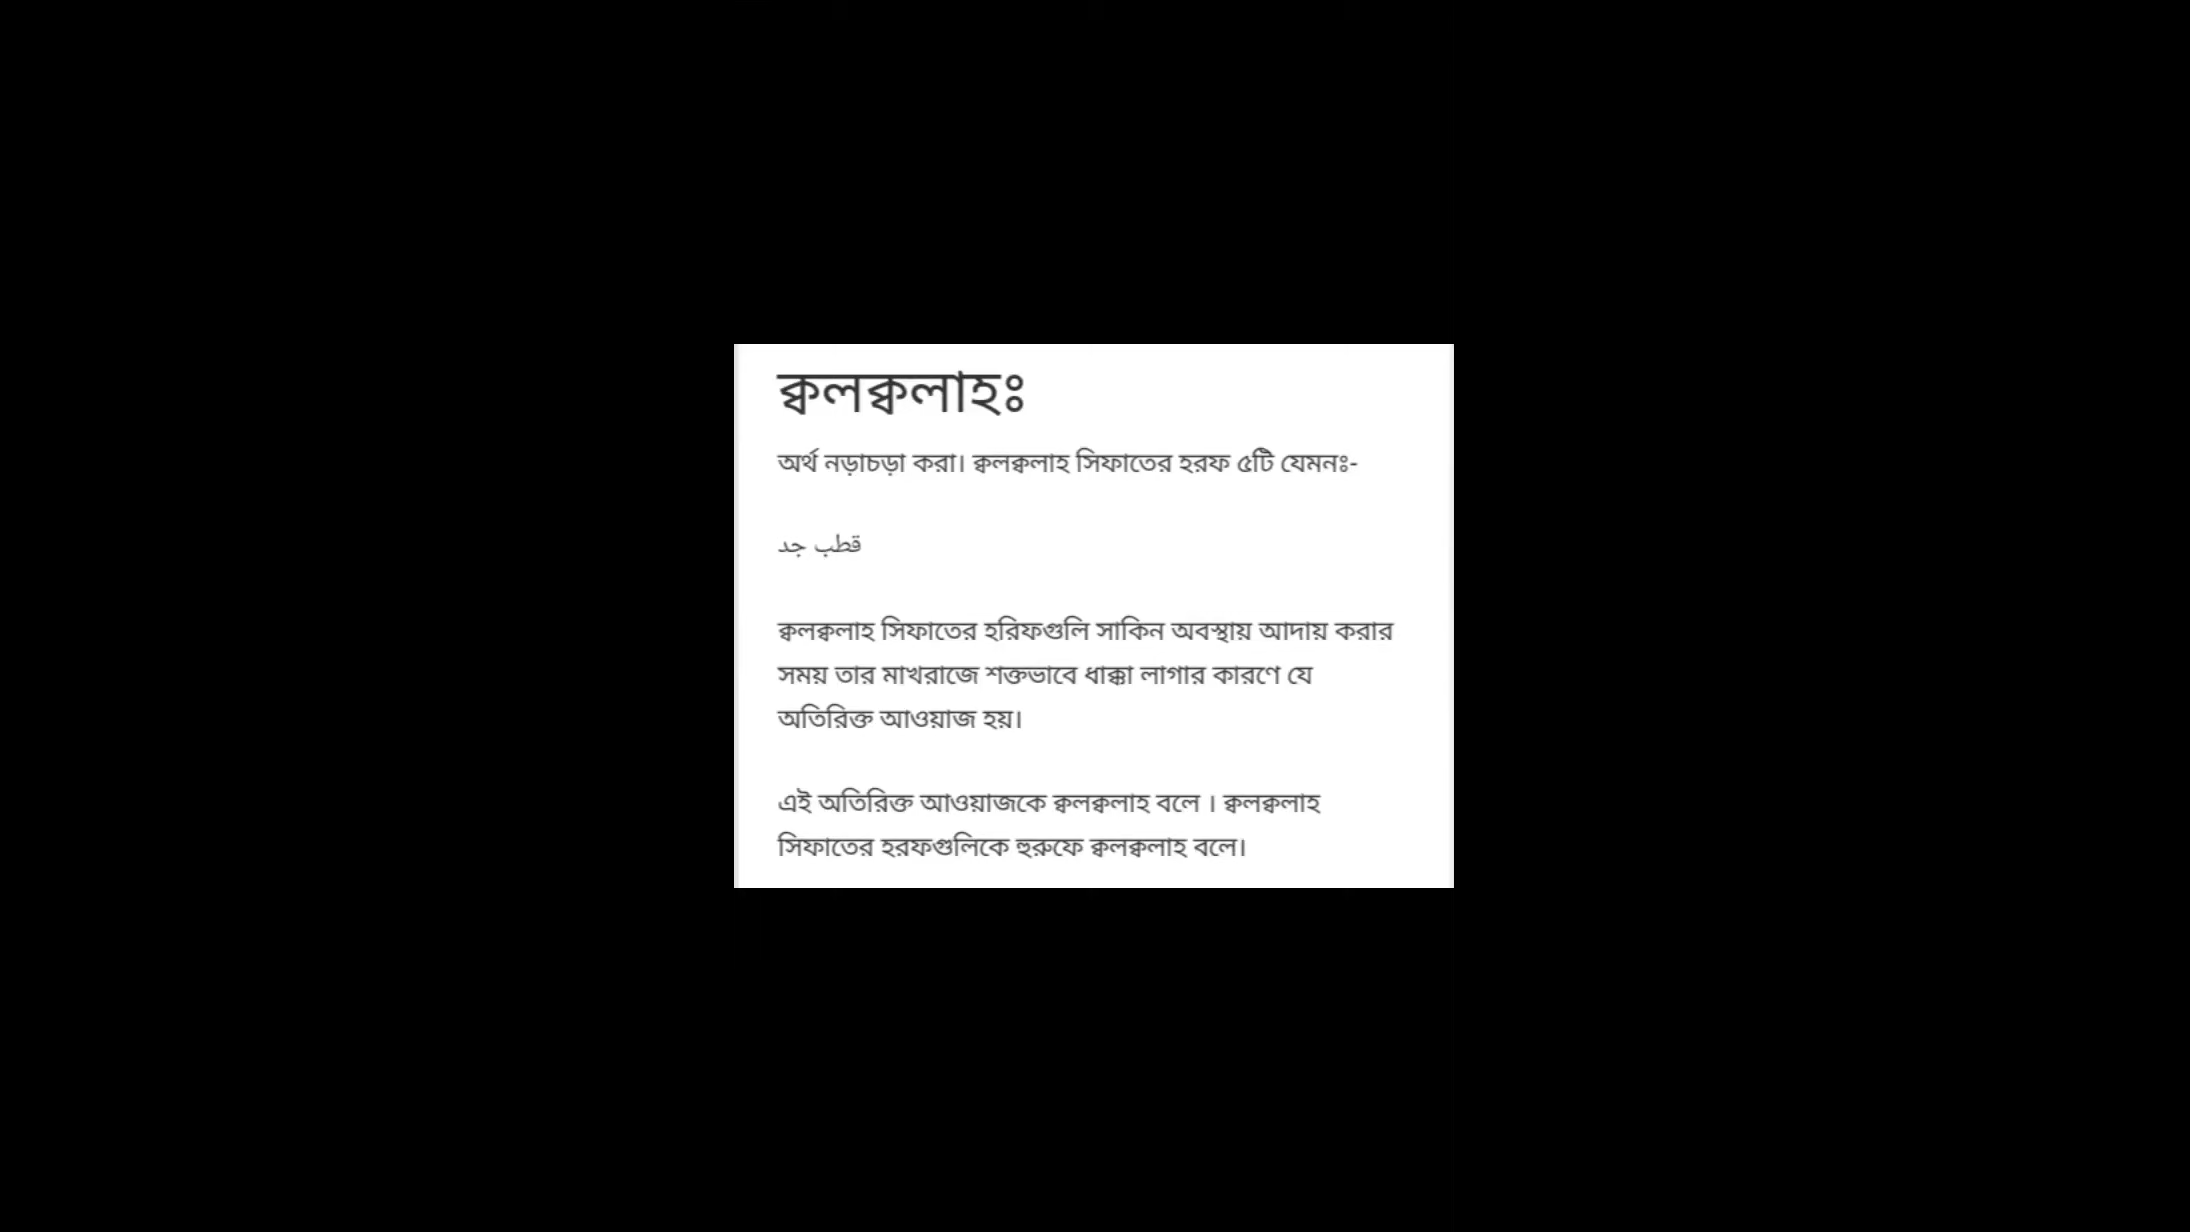 ক্বলক্বলাহঃ
অর্থ নড়াচড়া করা। ক্বলক্বলাহ সিফাতের হরফ ৫টি যেমনঃ-
قطب جد
ক্বলক্বলাহ সিফাতের হরিফগুলি সাকিন অবস্থায় আদায় করার
সময় তার মাখরাজে শক্তভাবে ধাক্কা লাগার কারণে যে
অতিরিক্ত আওয়াজ হয়।
এই অতিরিক্ত আওয়াজকে ক্বলক্বলাহ বলে । ক্বলক্বলাহ
সিফাতের হরফগুলিকে হুরুফে ক্বলক্বলাহ বলে।